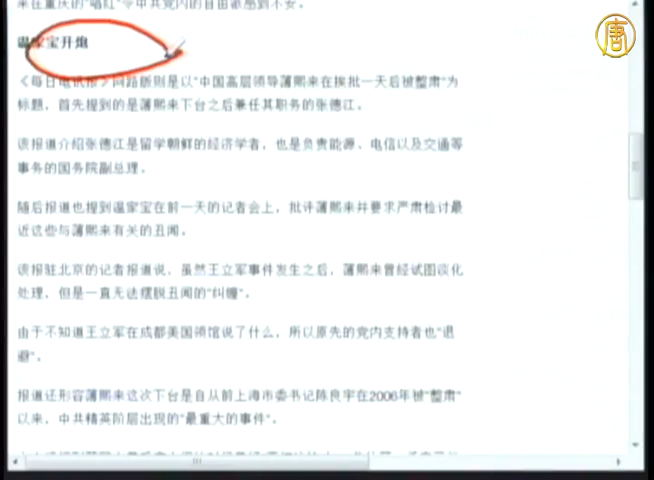 来在重庆的"唱红"令中共党内的自由派感到不安。
唐
温家宝开炮
《每日电讯报》网路版则是以"中国高层领导薄熙来在挨批一天后被整肃"为
标题，首先提到的是薄熙来下台之后兼任其职务的张德江。
该报道介绍张德江是留学朝鲜的经济学者，也是负责能源、电信以及交通等
事务的国务院副总理。
随后报道也提到温家宝在前一天的记者会上，批评薄熙来并要求严肃检讨最
近这些与薄熙来有关的丑闻。
该报驻北京的记者报道说，虽然王立军事件发生之后，薄熙来曾经试图淡化
处理，但是一直无法摆脱丑闻的"纠缠"。
由于不知道王立军在成都美国领馆说了什么，所以原先的党内支持者也"退
避"。
报道还形容薄熙来这次下台是自从前上海市委书记陈良宇在2006年被"整肃"
以来，中共精英阶层出现的"最重大的事件"。